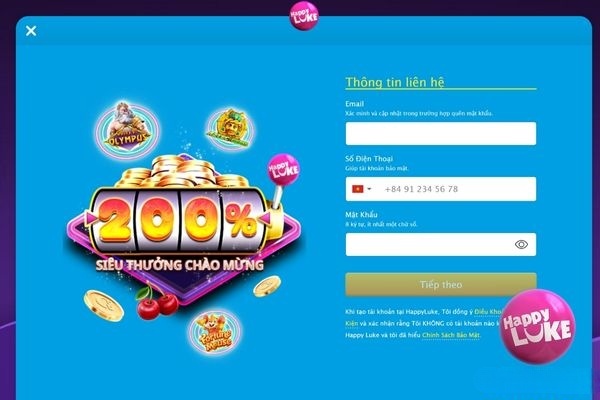 Happy
LUKE
Thông tin liên hệ
Email
Xác minh và cập nhật trong trường hợp quên mật khẩu.
OLYMPUS
Số Điện Thoại
Giúp tài khoản bảo mật.
+84 91 234 56 78
Happy
LUKE
200%
SIÊU THƯỞNG CHÀO MỪNG
Mật Khẩu
8 ký tự, ít nhất một chữ số.
Tiếp theo
Fortune
Mouse
Khi tạo tài khoản tại HappyLuke, Tôi đồng ý Điều Kho
Kiện và xác nhận rằng Tôi KHÔNG có tài khoản nào k
Happy Luke và tôi đã hiểu Chính Sách Bảo Mật.
Happy
LUKE